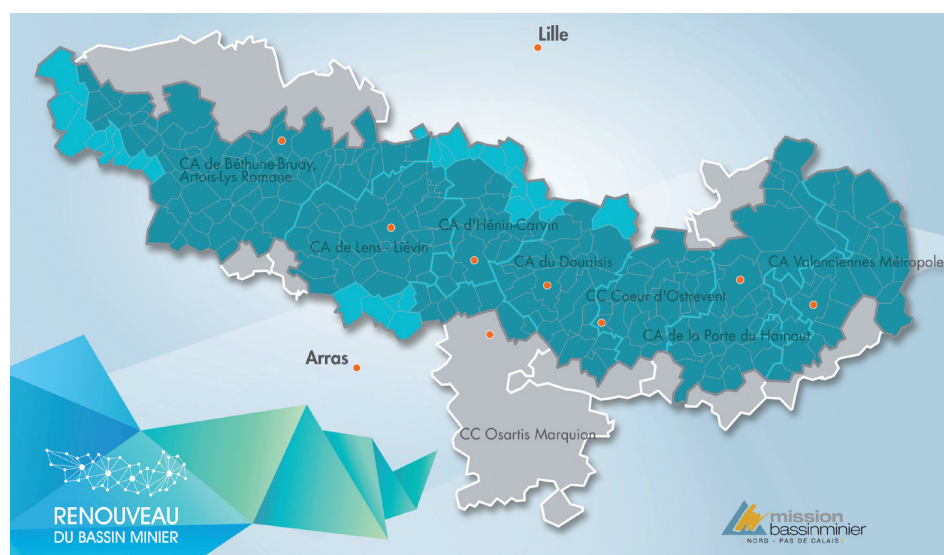 Lille
CA de Béthune-Bruay,
Artois-Lys Romane
CA d'Hénin-Carvin
CA de Lens - Liévin
CA du Douaisis
CA Valenciennes Métropole
CC Coeur d'Ostrevent
CA de la Porte du Hainaut
Arras
CC Osartis Marquion
RENOUVEAU
DU BASSIN MINIER
mission
bassinminier
NORD - PAS DE CALAIS